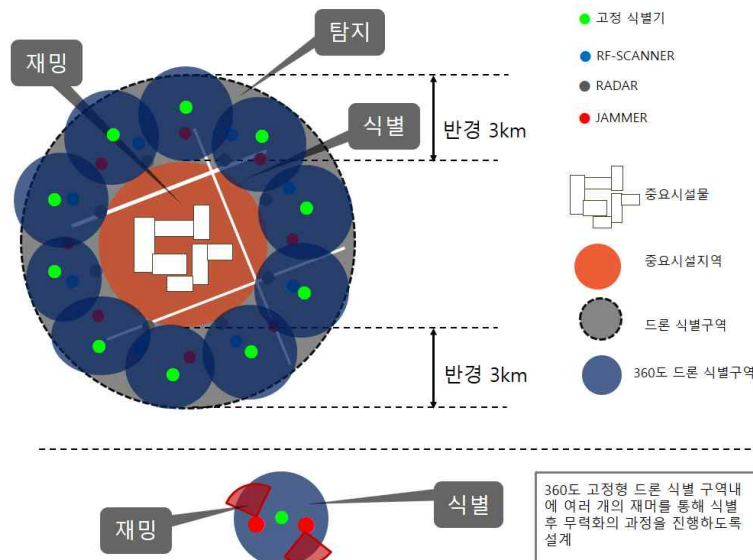 탐지
재밍
식별
반경 3km
반경 3km
고정 식별기
RF-SCANNER
RADAR
JAMMER
중요시설물
중요시설지역
드론 식별구역
360도 드론 식별구역
재밍
식별
360도 고정형 드론 식별 구역내
에 여러 개의 재머를 통해 식별
후 무력화의 과정을 진행하도록
설계